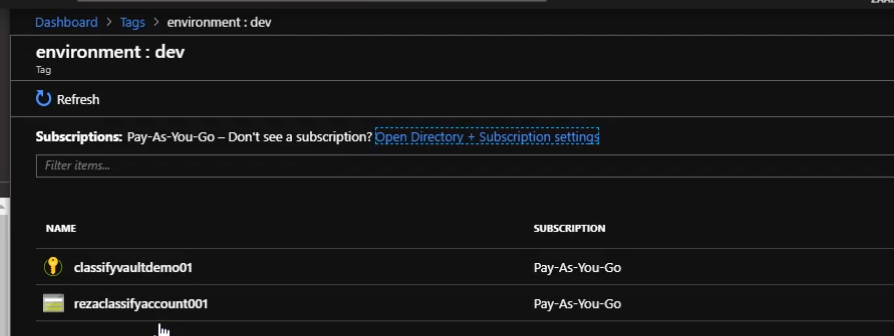 Dashboard > Tags > environment : dev
environment : dev
Tag
Refresh
Subscriptions: Pay-As-You-Go – Don't see a subscription? Open Directory + Subscription settings
Filter items...
NAME SUBSCRIPTION
classifyvaultdemo01 Pay-As-You-Go
rezaclassifyaccount001 Pay-As-You-Go